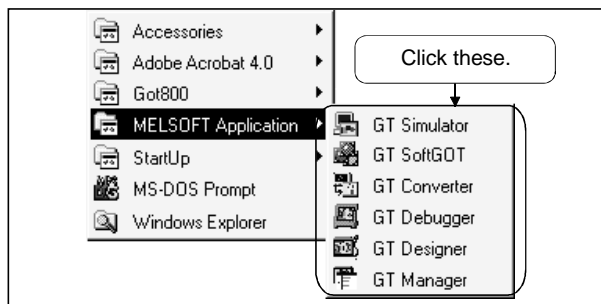 Accessories
Adobe Acrobat 4.0
Got800
MELSOFT Application
StartUp
MS-DOS Prompt
Windows Explorer
Click these.
GT Simulator
GT SoftGOT
GT Converter
GT Debugger
GT Designer
GT Manager